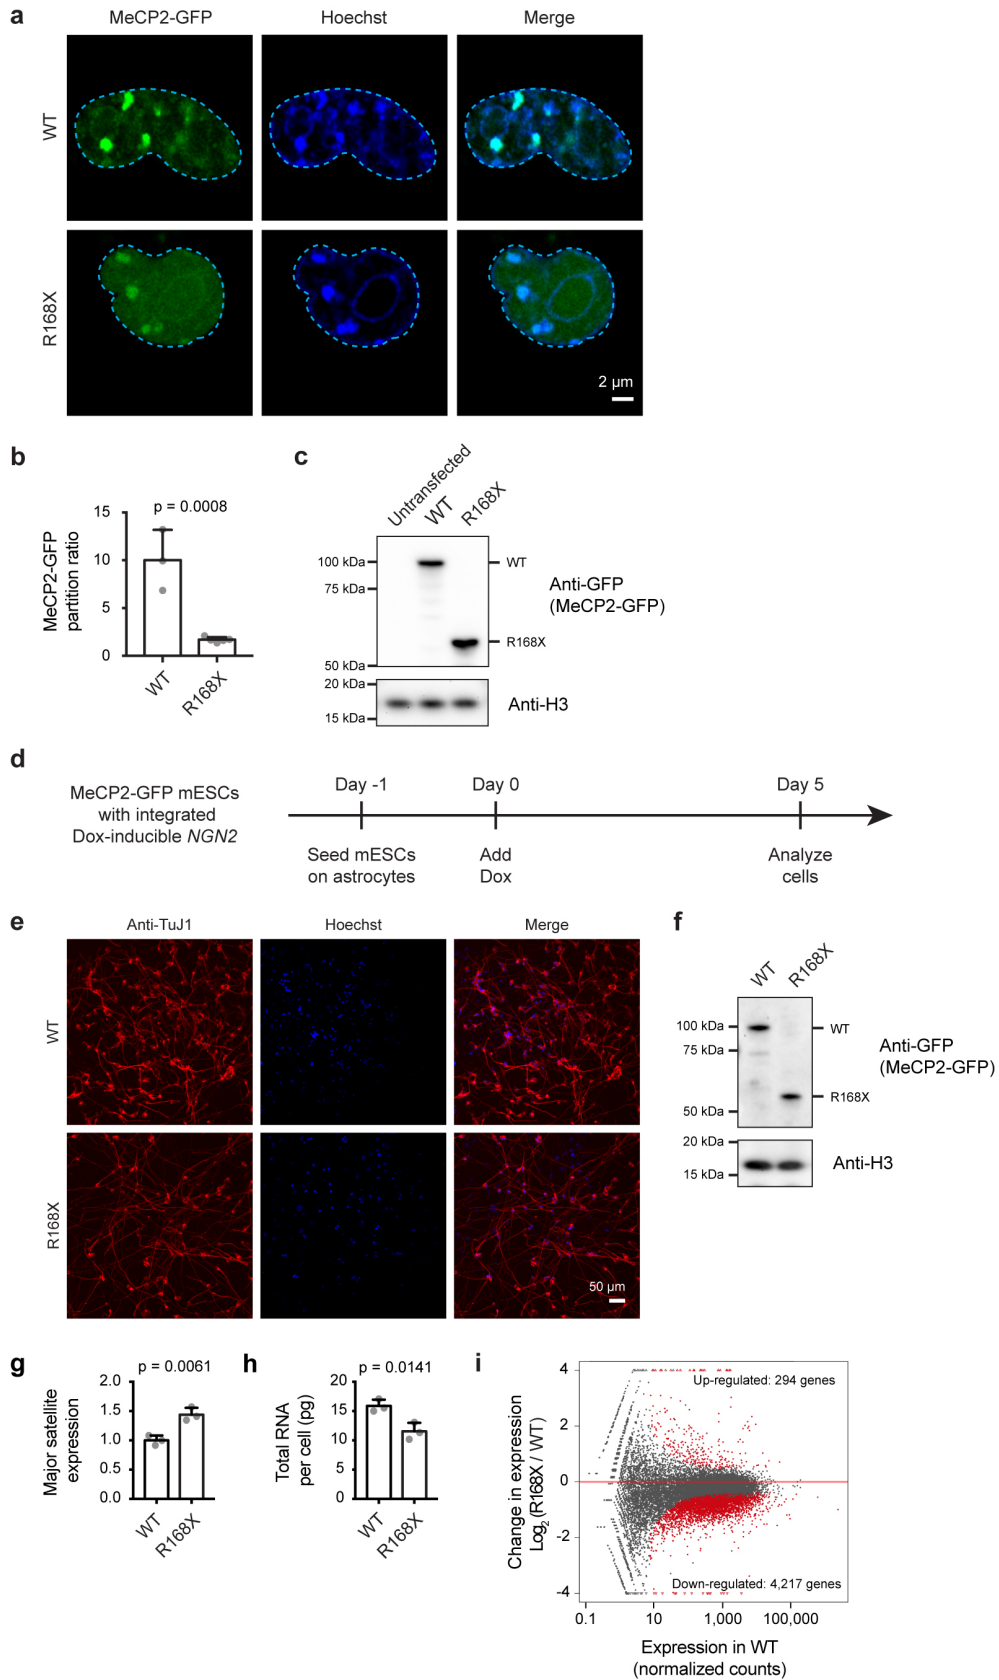 a
MeCP2-GFP
Hoechst
Merge
WT
R168X
2 µm
b
p = 0.0008
MeCP2-GFP
partition ratio
15
10
5
0
WT
R168X
c
Untransfected
WT
R168X
100 kDa
75 kDa
50 kDa
WT
R168X
Anti-GFP
(MeCP2-GFP)
20 kDa
15 kDa
Anti-H3
d
MeCP2-GFP mESCs
with integrated
Dox-inducible NGN2
Day -1
Day 0
Day 5
Seed mESCs
on astrocytes
Add
Dox
Analyze
cells
e
Anti-TuJ1
Hoechst
Merge
WT
R168X
50 µm
f
WT
R168X
100 kDa
75 kDa
50 kDa
WT
R168X
Anti-GFP
(MeCP2-GFP)
20 kDa
15 kDa
Anti-H3
g
p = 0.0061
Major satellite
expression
2.0
1.5
1.0
0.5
0.0
WT
R168X
h
p = 0.0141
Total RNA
per cell (pg)
20
15
10
5
0
WT
R168X
i
Change in expression
Log2 (R168X / WT)
4
2
0
-2
-4
Up-regulated: 294 genes
Down-regulated: 4,217 genes
0.1
10
1,000
100,000
Expression in WT
(normalized counts)